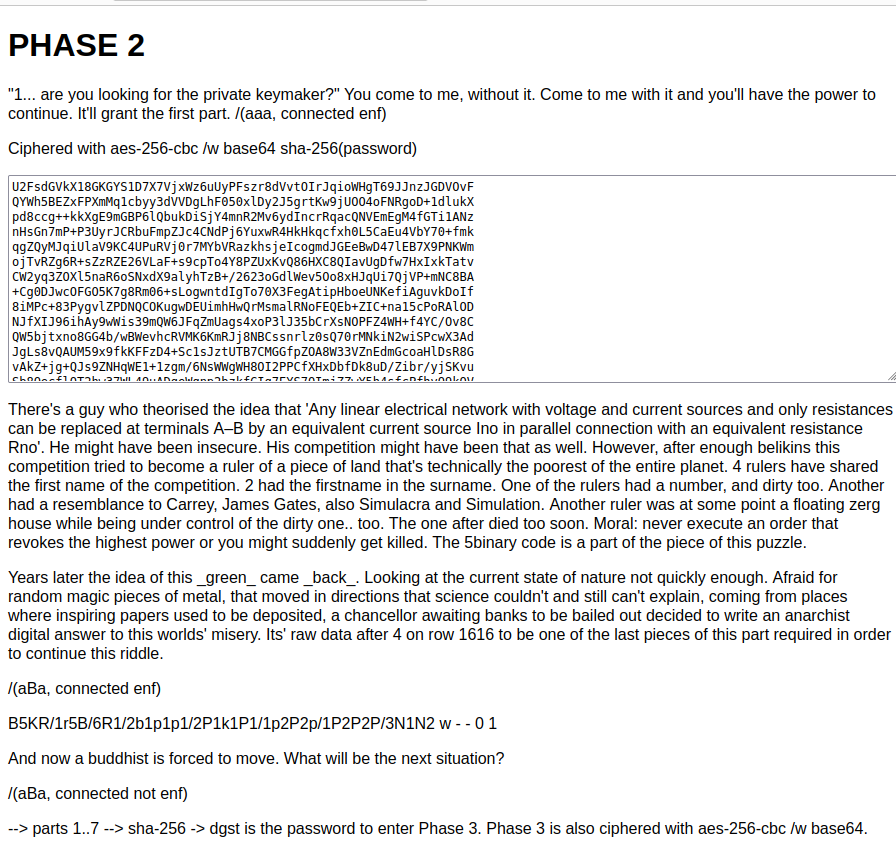 PHASE 2
"1... are you looking for the private keymaker?" You come to me, without it. Come to me with it and you'll have the power to
continue. It'll grant the first part. /(aaa, connected enf)
Ciphered with aes-256-cbc /w base64 sha-256(password)
U2FsdGVkX18GKGYS1D7X7VjxWz6uUyPFszr8dVvtOIrJqioWHgT69JJnzJGDVOvF
QYWh5BEZxFPXmMq1cbyy3dVVDgLhF050xlDy2J5grtKw9jUOO4oFNRgoD+1dlukX
pd8ccg++kkXgE9mGBP6lQbukDiSjY4mnR2Mv6ydIncrRqacQNVEmEgM4fGTi1ANz
nHsGn7mP+P3UyrJCRbuFmpZJc4CNdPj6YuxwR4HkHkqcfxh0L5CaEu4VbY70+fmk
qgZQyMJqiUlaV9KC4UPuRVj0r7MYbVRazkhsjeIcogmdJGEeBwD47lEB7X9PNKWm
ojTvRZg6R+sZzRZE26VLaF+s9cpTo4Y8PZUxKvQ86HXC8QIavUgDfw7HxIxkTatv
CW2yq3ZOXl5naR6oSNxdX9alyhTzB+/2623oGdlWev5Oo8xHJqUi7QjVP+mNC8BA
+Cg0DJwcOFGO5K7g8Rm06+sLogwntdIgTo70X3FegAtipHboeUNKefiAguvkDoIf
8iMPc+83PygvlZPDNQCOKugwDEUimhHwQrMsmalRNoFEQEb+ZIC+na15cPoRAlOD
NJfXIJ96ihAy9wWis39mQW6JFqZmUags4xoP3lJ35bCrXsNOPFZ4WH+f4YC/Ov8C
QW5bjtxno8GG4b/wBWevhcRVMK6KmRJj8NBCssnrlz0sQ70rMNkiN2wiSPcwX3Ad
JgLs8vQAUM59x9fkKFFzD4+Sc1sJztUTB7CMGGfpZOA8W33VZnEdmGcoaHlDsR8G
vAkZ+jg+QJs9ZNHqWE1+1zgm/6NsWWgWH8OI2PPCfXHxDbfDk8uD/Zibr/yjSKvu
There's a guy who theorised the idea that 'Any linear electrical network with voltage and current sources and only resistances
can be replaced at terminals A–B by an equivalent current source Ino in parallel connection with an equivalent resistance
Rno'. He might have been insecure. His competition might have been that as well. However, after enough belikins this
competition tried to become a ruler of a piece of land that's technically the poorest of the entire planet. 4 rulers have shared
the first name of the competition. 2 had the firstname in the surname. One of the rulers had a number, and dirty too. Another
had a resemblance to Carrey, James Gates, also Simulacra and Simulation. Another ruler was at some point a floating zerg
house while being under control of the dirty one.. too. The one after died too soon. Moral: never execute an order that
revokes the highest power or you might suddenly get killed. The 5binary code is a part of the piece of this puzzle.
Years later the idea of this _green_ came _back_. Looking at the current state of nature not quickly enough. Afraid for
random magic pieces of metal, that moved in directions that science couldn't and still can't explain, coming from places
where inspiring papers used to be deposited, a chancellor awaiting banks to be bailed out decided to write an anarchist
digital answer to this worlds' misery. Its' raw data after 4 on row 1616 to be one of the last pieces of this part required in order
to continue this riddle.
/(aBa, connected enf)
B5KR/1r5B/6R1/2b1p1p1/2P1k1P1/1p2P2p/1P2P2P/3N1N2 w - - 0 1
And now a buddhist is forced to move. What will be the next situation?
/(aBa, connected not enf)
--> parts 1..7 --> sha-256 -> dgst is the password to enter Phase 3. Phase 3 is also ciphered with aes-256-cbc /w base64.